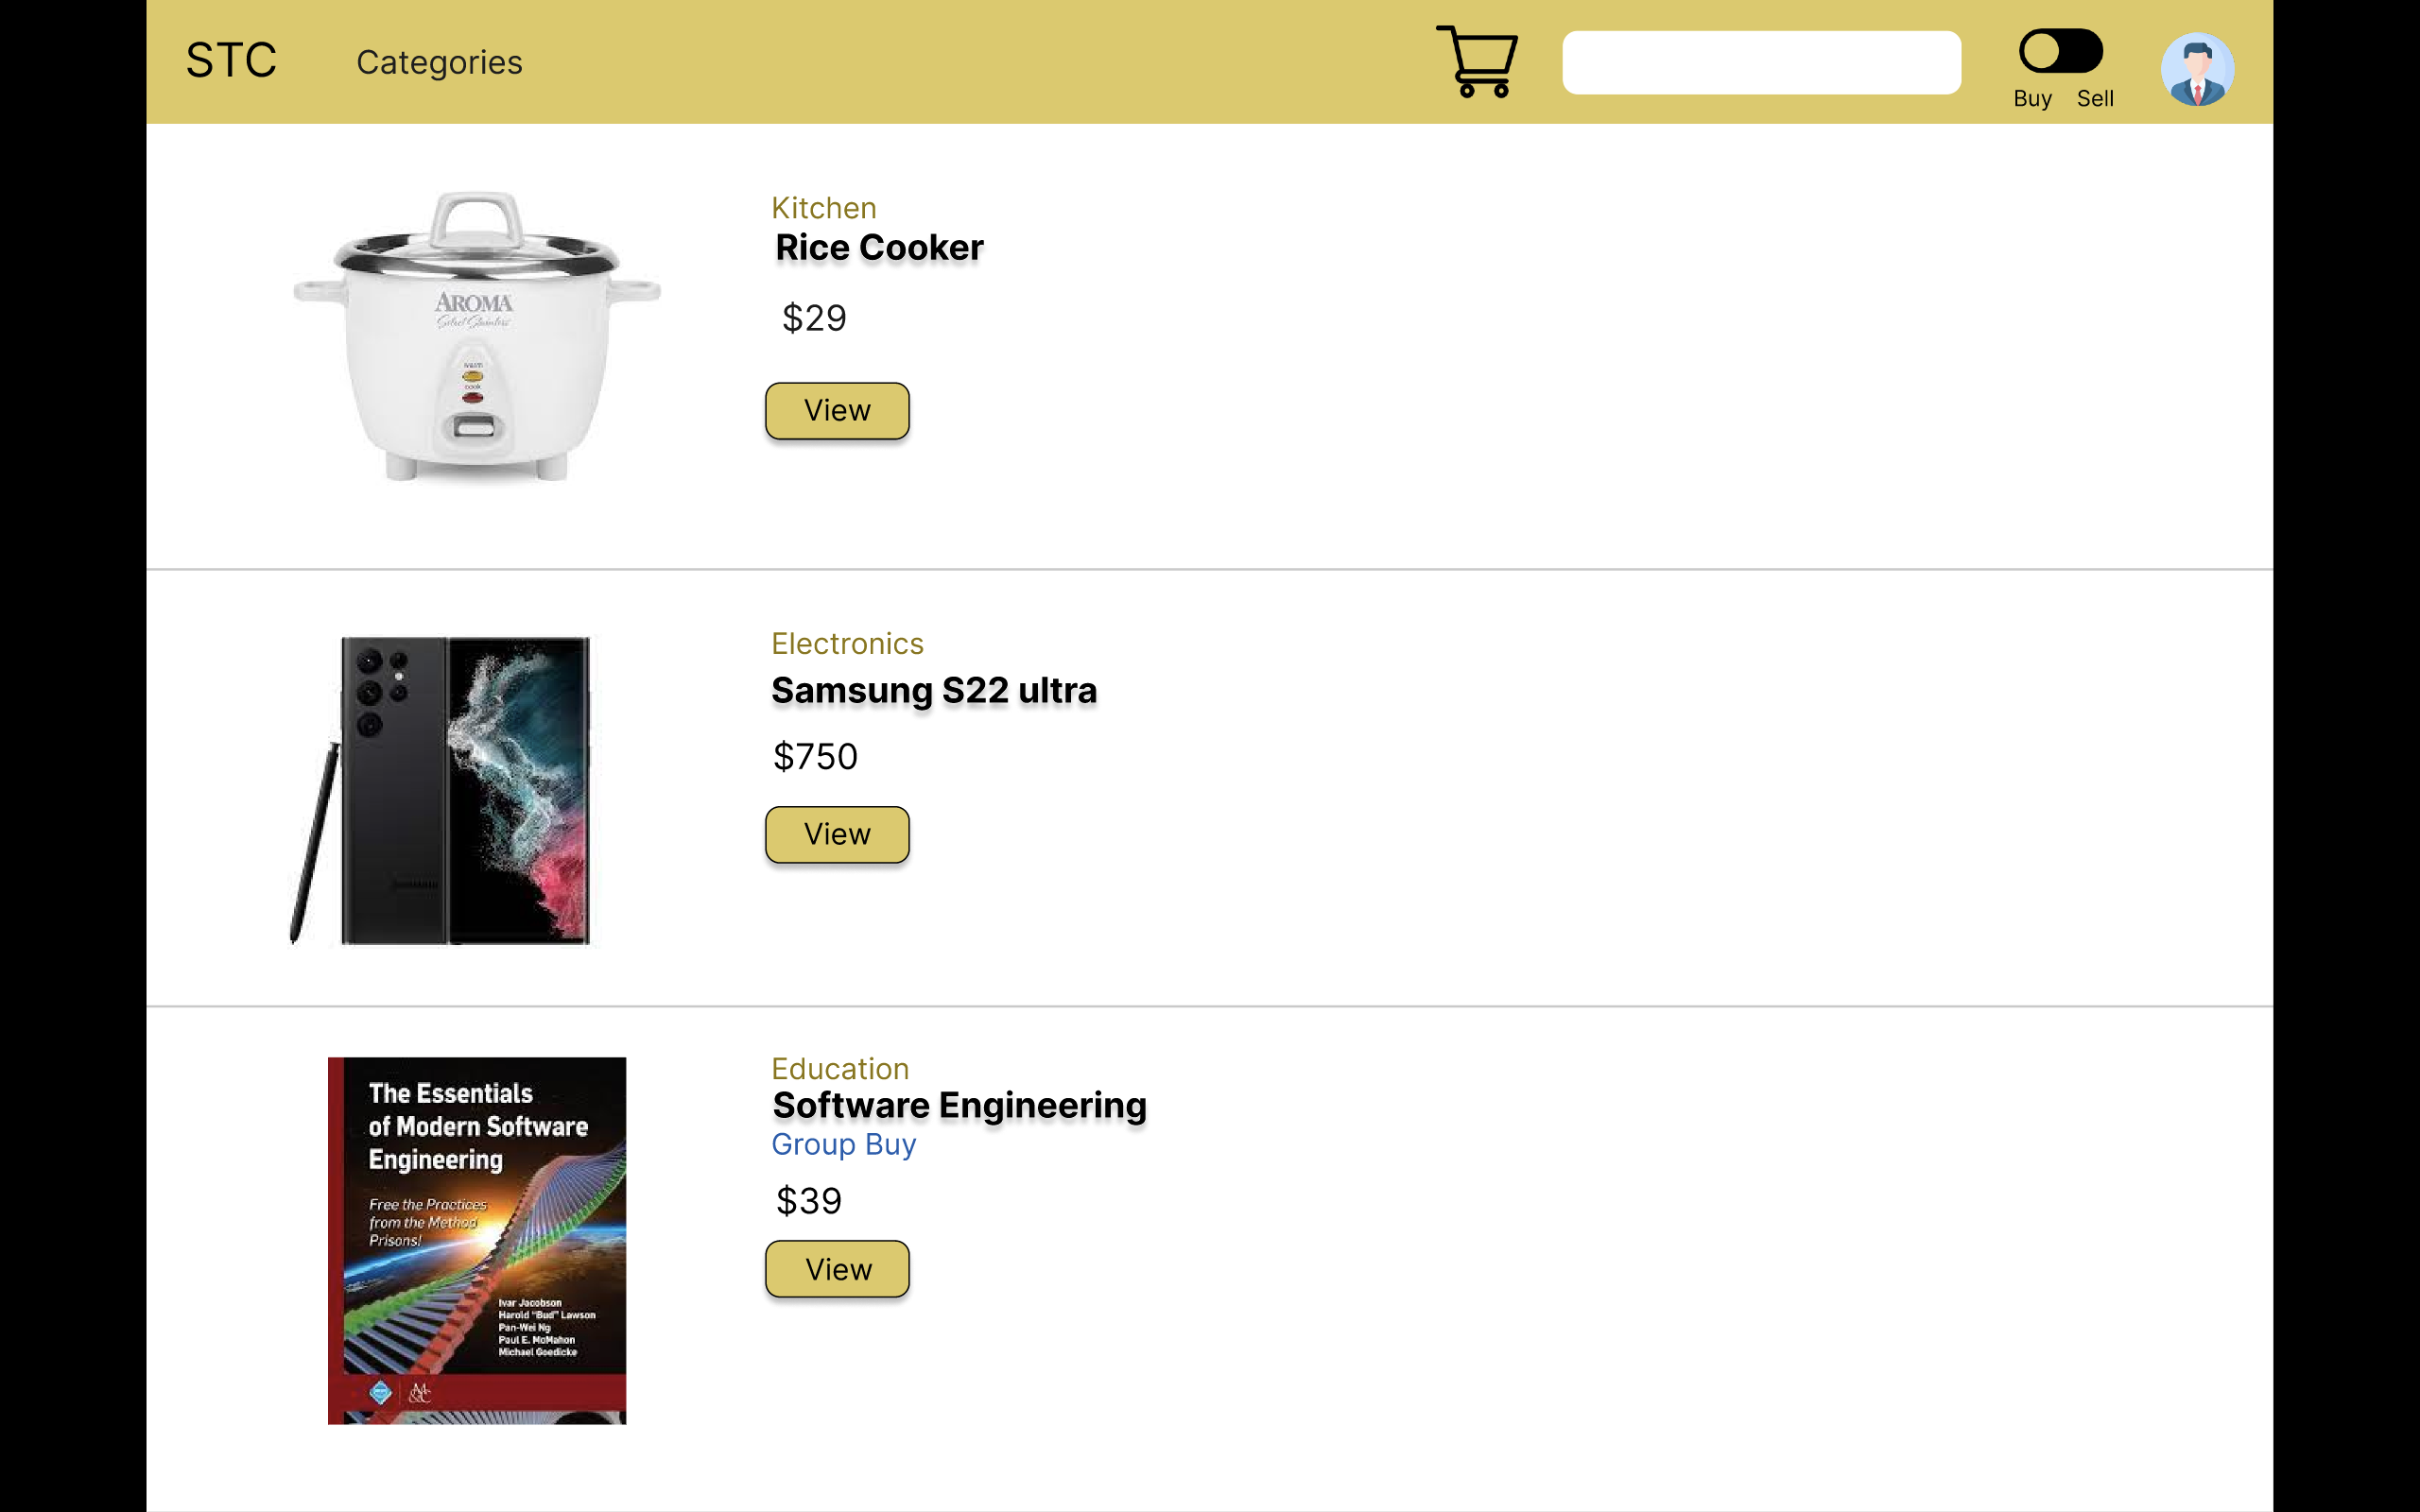 STC
Categories
Buy Sell
Kitchen
Rice Cooker
AROMA
Select Stainless
warm
cook
$29
View
Electronics
Samsung S22 ultra
$750
View
Education
Software Engineering
Group Buy
$39
View
The Essentials
of Modern Software
Engineering
Free the Practices
from the Method
Prisons!
Ivar Jacobson
Harold "Bud" Lawson
Pan-Wei Ng
Paul E. McMahon
Michael Goedicke